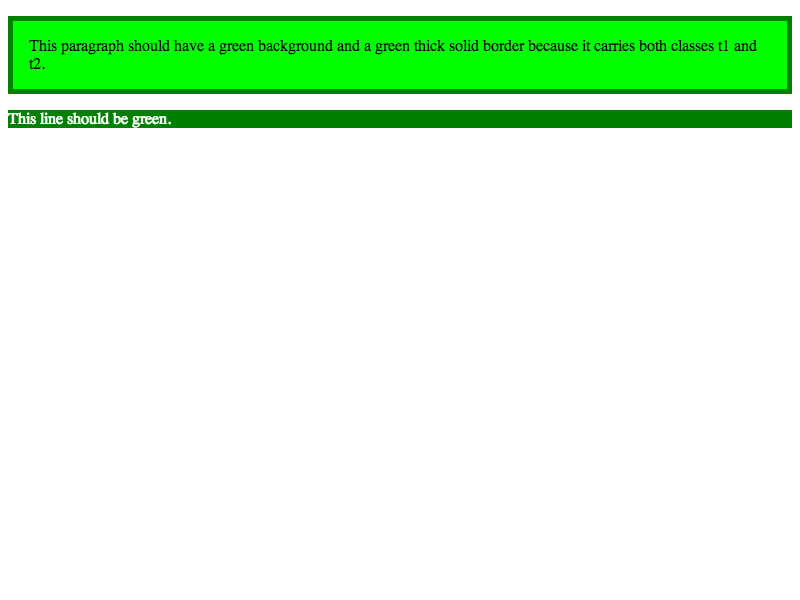 This paragraph should have a green background and a green thick solid border because it carries both classes t1 and
t2.
This line should be green.